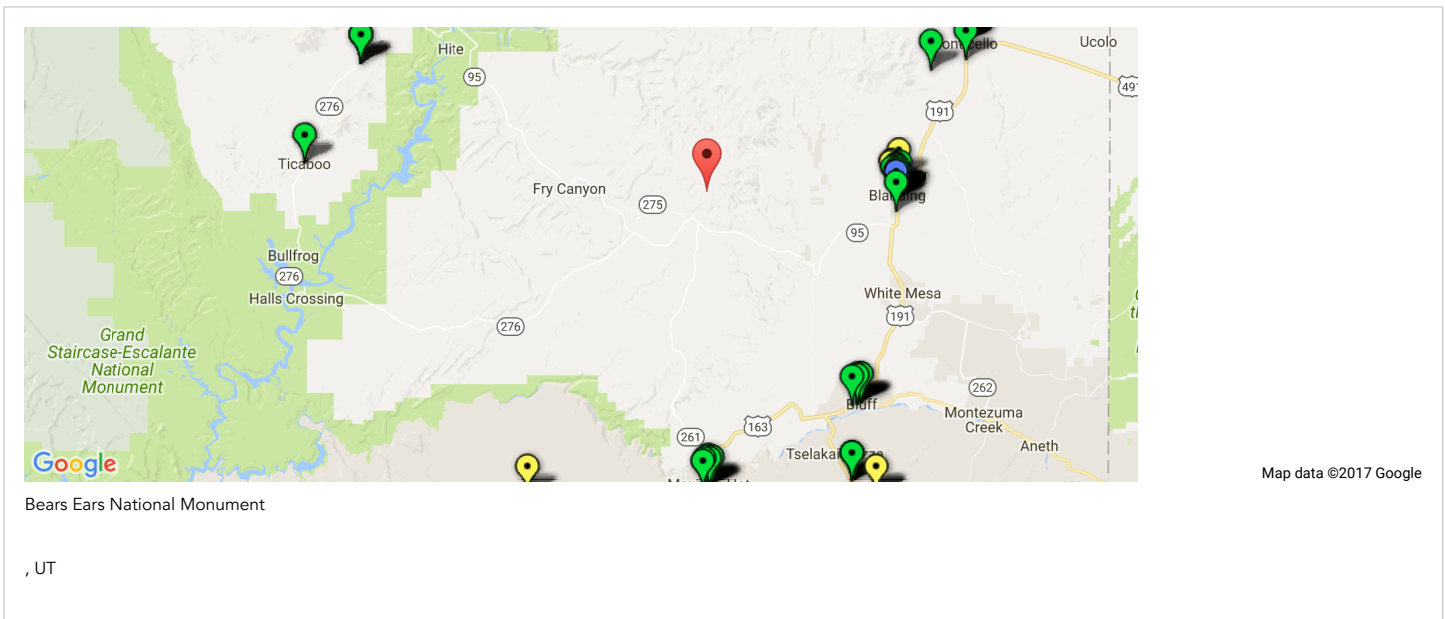 Hite
Ucolo
95
491
276
191
Ticaboo
Fry Canyon
275
95
Bullfrog
276
Halls Crossing
White Mesa
191
276
Grand
Staircase-Escalante
National
Monument
262
Bluff
Montezuma
Creek
163
261
Aneth
Google
Map data ©2017 Google
Bears Ears National Monument
, UT